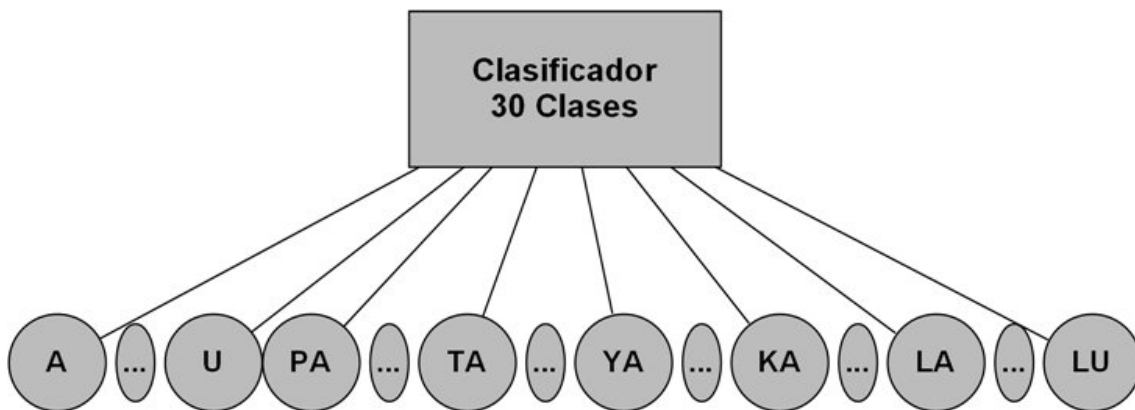 Clasificador
30 Clases
A ... U PA ... TA ... YA ... KA ... LA ... LU